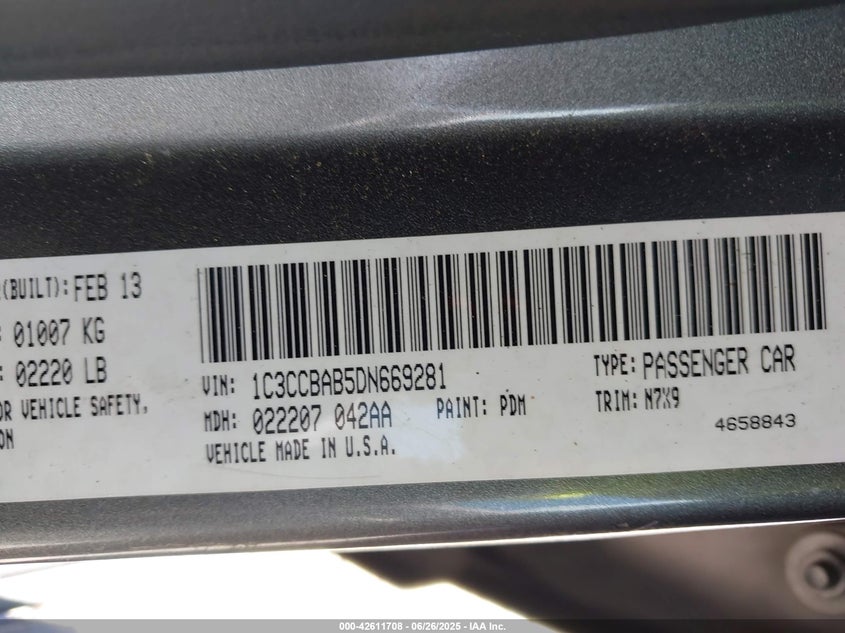 (BUILT): FEB 13
: 01007 KG
: 02220 LB
OR VEHICLE SAFETY,
ON
VIN: 1C3CCBAB5DN669281
TYPE: PASSENGER CAR
MDH: 022207 042AA
PAINT: PDM
TRIM: N7X9
VEHICLE MADE IN U.S.A.
4658843
000-42611708 | 06/26/2025 - IAA Inc.